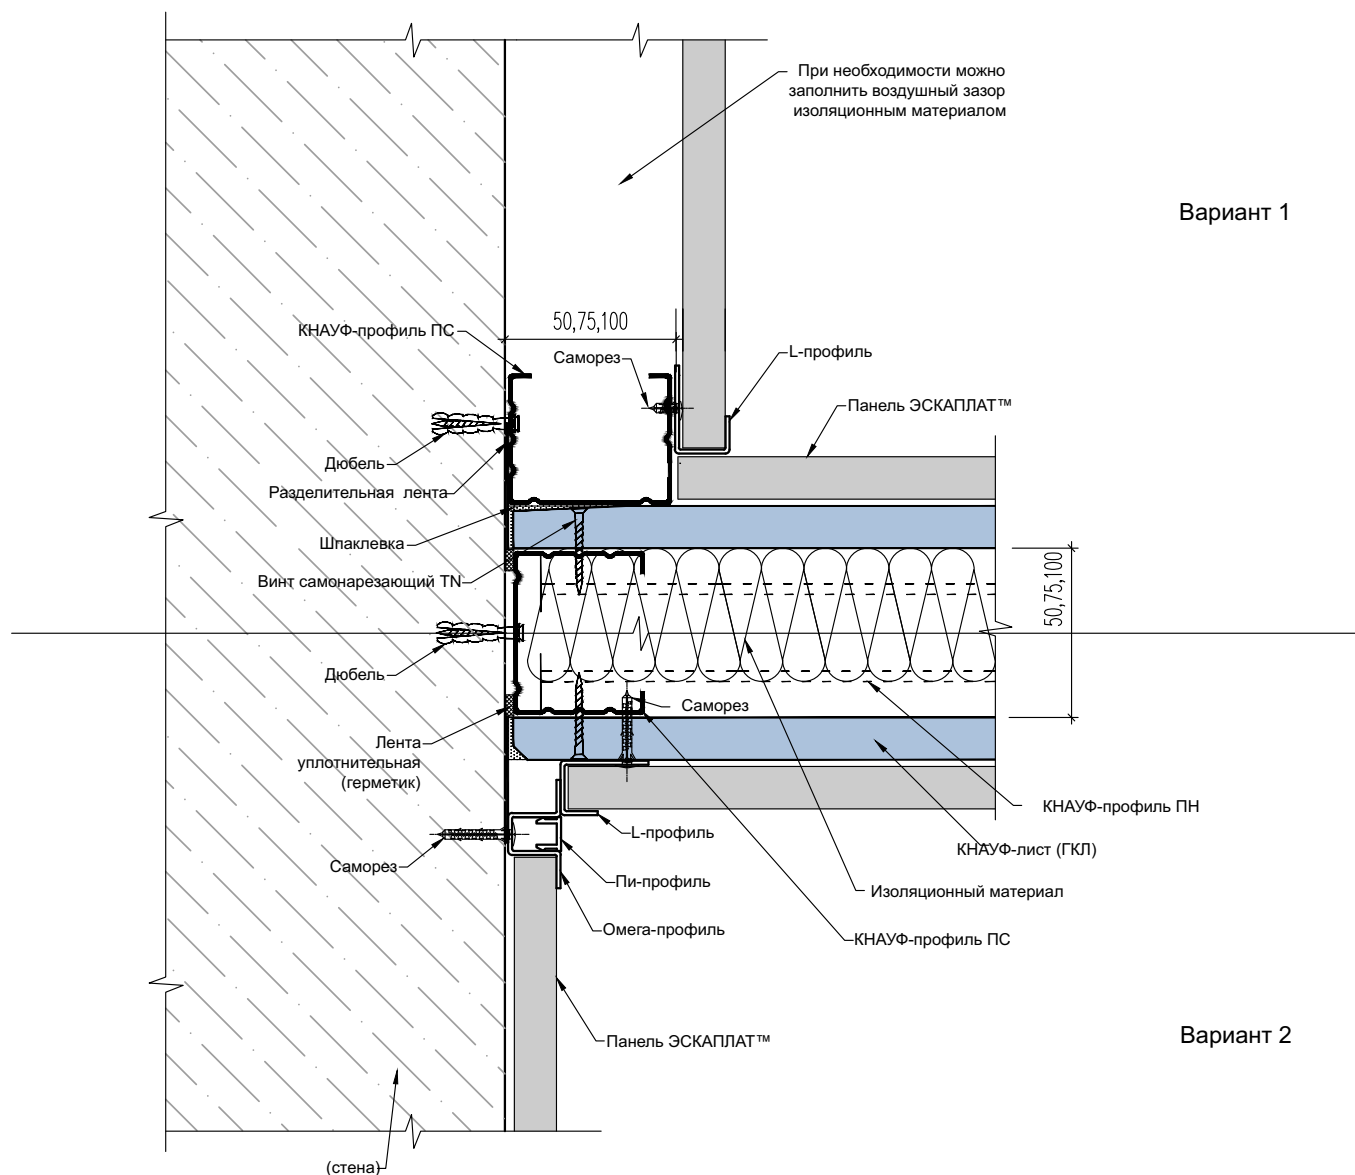 При необходимости можно
заполнить воздушный зазор
изоляционным материалом
Вариант 1
50,75,100
КНАУФ-профиль ПС
Саморез
L-профиль
Панель ЭСКАПЛАТ™
Дюбель
Разделительная лента
Шпаклевка
Винт самонарезающий TN
50,75,100
Дюбель
Саморез
Лента
уплотнительная
(герметик)
КНАУФ-профиль ПН
L-профиль
КНАУФ-лист (ГКЛ)
Саморез
Пи-профиль
Изоляционный материал
Омега-профиль
КНАУФ-профиль ПС
Панель ЭСКАПЛАТ™
Вариант 2
(стена)